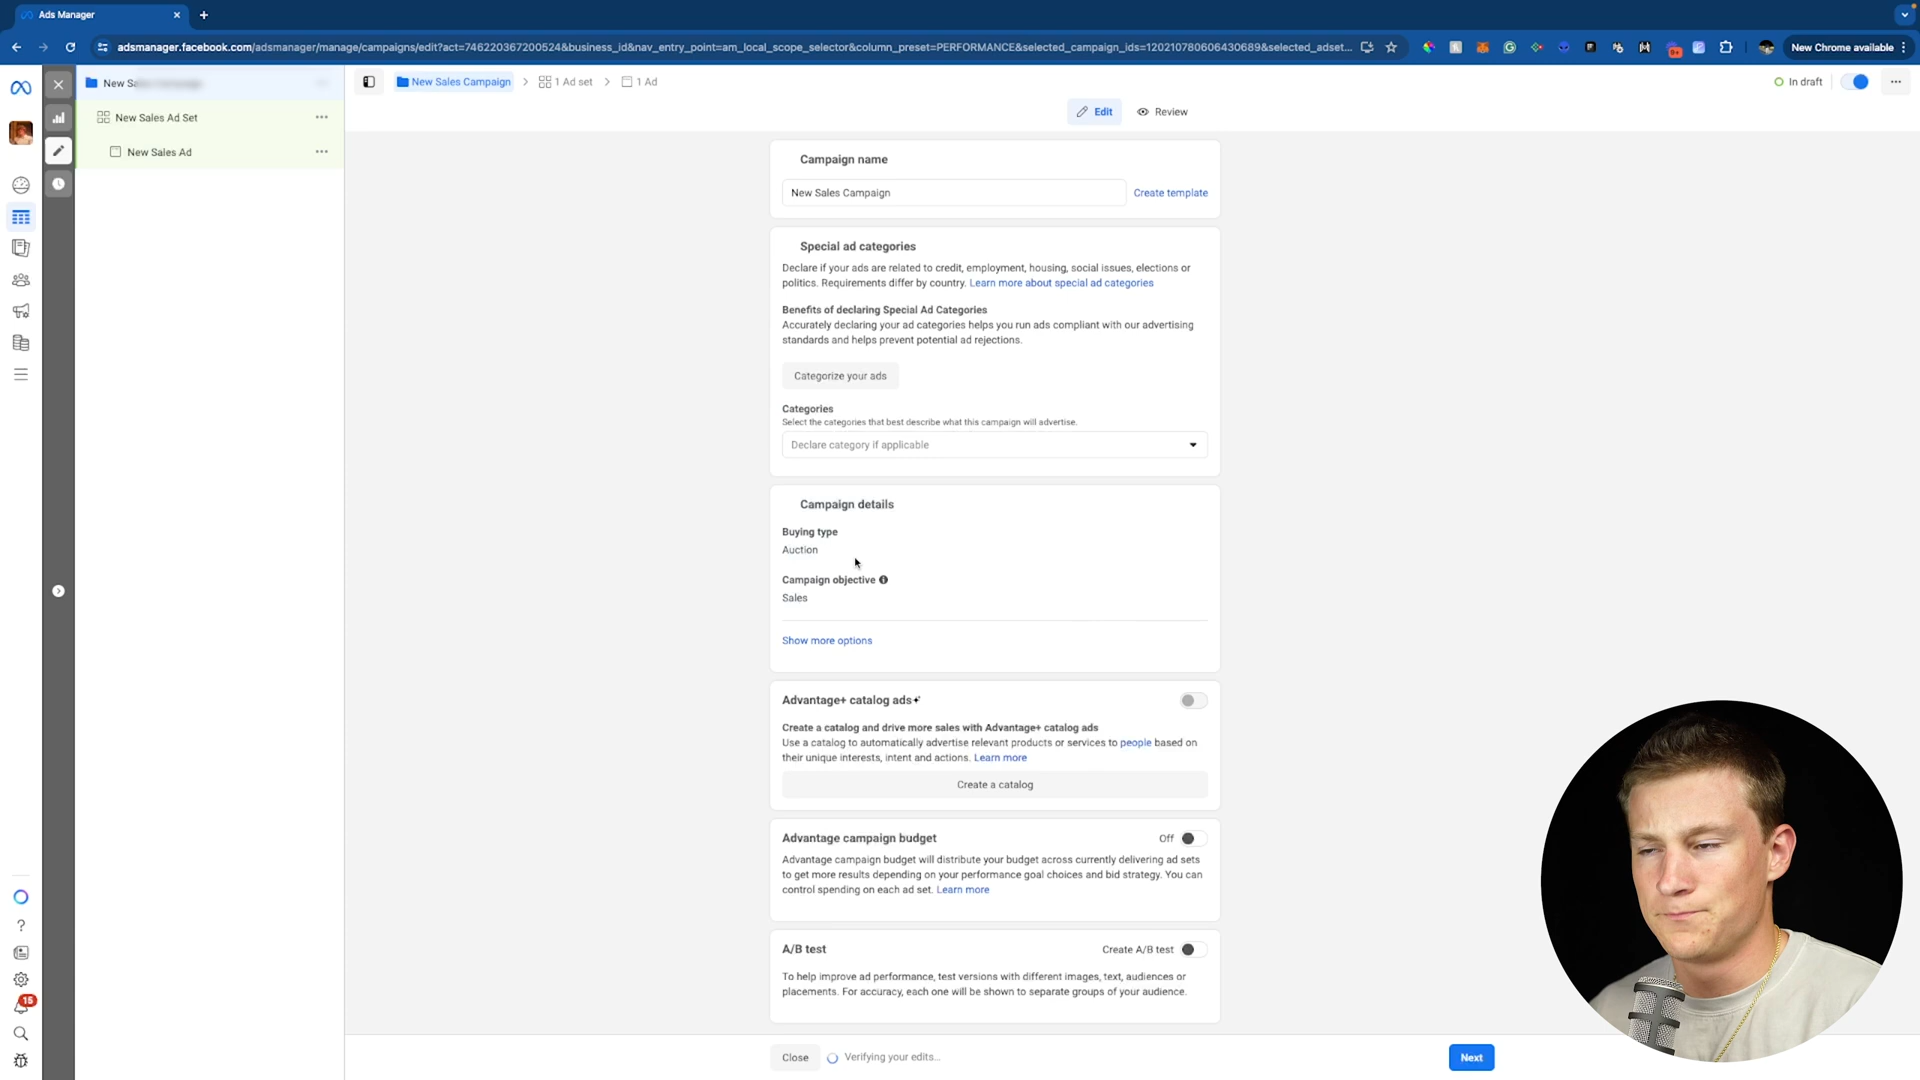 Ads Manager
adsmanager.facebook.com/adsmanager/manage/campaigns/edit?act=746220367200524&business_id&nav_entry_point=am_local_scope_selector&column_preset=PERFORMANCE&selected_campaign_ids=120210780606430689&selected_adset...
New Chrome available
New Sa
New Sales Campaign
1 Ad set
1 Ad
In draft
New Sales Ad Set
New Sales Ad
Edit
Review
Campaign name
New Sales Campaign
Create template
Special ad categories
Declare if your ads are related to credit, employment, housing, social issues, elections or
politics. Requirements differ by country. Learn more about special ad categories
Benefits of declaring Special Ad Categories
Accurately declaring your ad categories helps you run ads compliant with our advertising
standards and helps prevent potential ad rejections.
Categorize your ads
Categories
Select the categories that best describe what this campaign will advertise.
Declare category if applicable
Campaign details
Buying type
Auction
Campaign objective
Sales
Show more options
Advantage+ catalog ads
Create a catalog and drive more sales with Advantage+ catalog ads
Use a catalog to automatically advertise relevant products or services to people based on
their unique interests, intent and actions. Learn more
Create a catalog
Advantage campaign budget
Off
Advantage campaign budget will distribute your budget across currently delivering ad sets
to get more results depending on your performance goal choices and bid strategy. You can
control spending on each ad set. Learn more
A/B test
Create A/B test
To help improve ad performance, test versions with different images, text, audiences or
placements. For accuracy, each one will be shown to separate groups of your audience.
15
Close
Verifying your edits...
Next